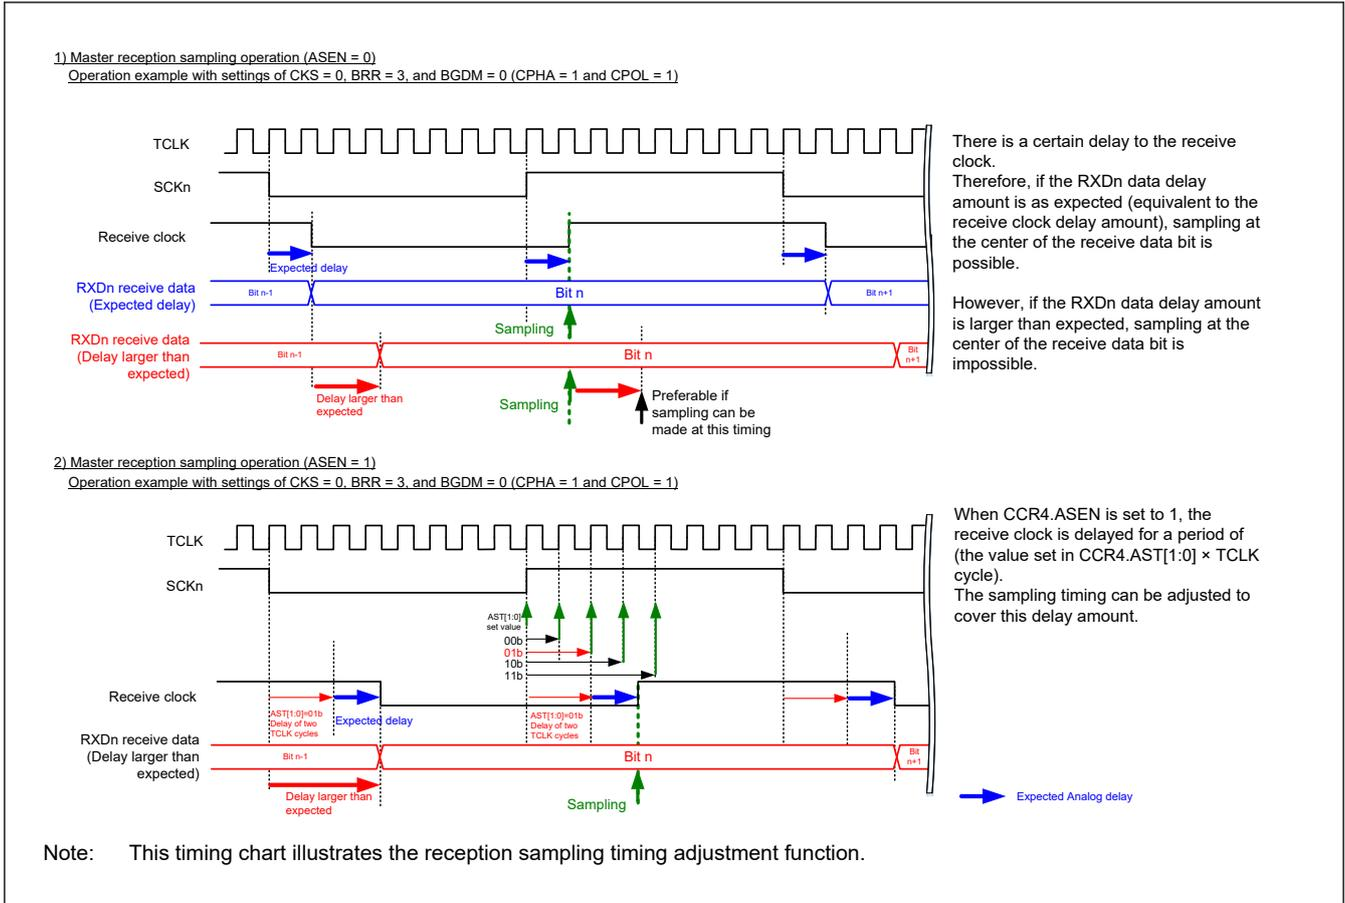 1) Master reception sampling operation (ASEN = 0)
Operation example with settings of CKS = 0, BRR = 3, and BGDM = 0 (CPHA = 1 and CPOL = 1)
TCLK
SCKn
Receive clock
Expected delay
RXDn receive data
(Expected delay)
Bit n-1
Bit n
Bit n+1
Sampling
RXDn receive data
(Delay larger than
expected)
Bit n-1
Bit n
Bit
n+1
Delay larger than
expected
Sampling
Preferable if
sampling can be
made at this timing
There is a certain delay to the receive
clock.
Therefore, if the RXDn data delay
amount is as expected (equivalent to the
receive clock delay amount), sampling at
the center of the receive data bit is
possible.
However, if the RXDn data delay amount
is larger than expected, sampling at the
center of the receive data bit is
impossible.
2) Master reception sampling operation (ASEN = 1)
Operation example with settings of CKS = 0, BRR = 3, and BGDM = 0 (CPHA = 1 and CPOL = 1)
TCLK
SCKn
AST[1:0]
set value
00b
01b
10b
11b
Receive clock
AST[1:0]=01b
Delay of two
TCLK cycles
Expected delay
AST[1:0]=01b
Delay of two
TCLK cycles
RXDn receive data
(Delay larger than
expected)
Bit n-1
Bit n
Bit
n+1
Delay larger than
expected
Sampling
When CCR4.ASEN is set to 1, the
receive clock is delayed for a period of
(the value set in CCR4.AST[1:0] × TCLK
cycle).
The sampling timing can be adjusted to
cover this delay amount.
Expected Analog delay
Note: This timing chart illustrates the reception sampling timing adjustment function.